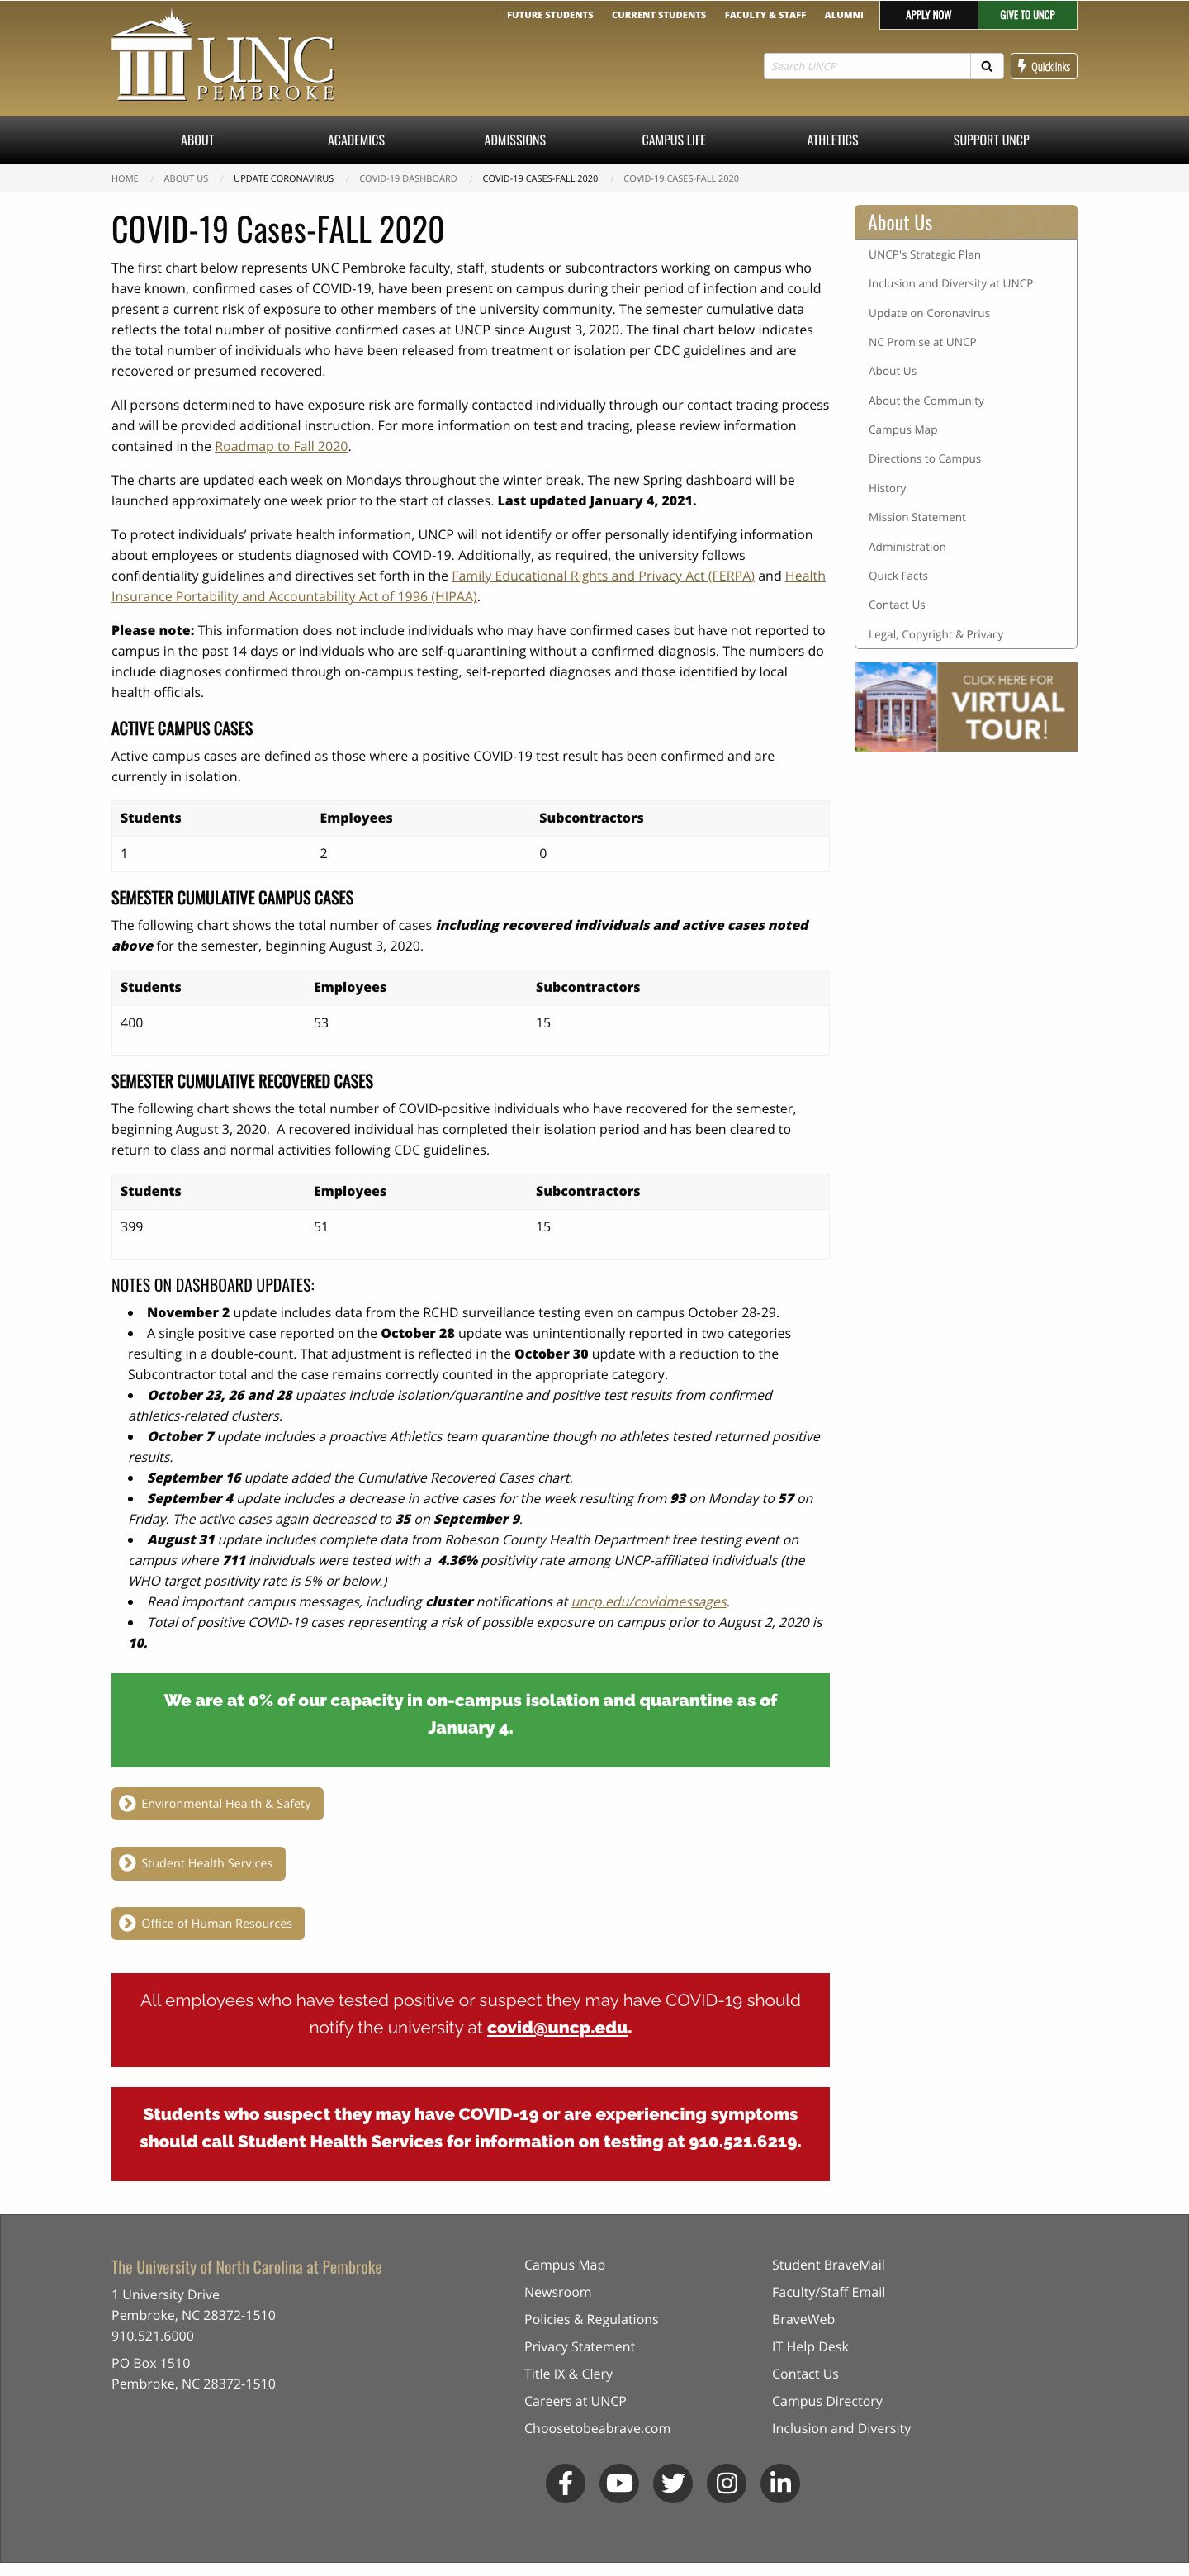 FUTURE STUDENTS CURRENT STUDENTS FACULTY & STAFF ALUMNI APPLY NOW GIVE TO UNCP
UNC
PEMBROKE
Search UNCP Quicklinks
ABOUT ACADEMICS ADMISSIONS CAMPUS LIFE ATHLETICS SUPPORT UNCP
HOME / ABOUT US / UPDATE CORONAVIRUS / COVID-19 DASHBOARD / COVID-19 CASES-FALL 2020 / COVID-19 CASES-FALL 2020
COVID-19 Cases-FALL 2020
The first chart below represents UNC Pembroke faculty, staff, students or subcontractors working on campus who
have known, confirmed cases of COVID-19, have been present on campus during their period of infection and could
present a current risk of exposure to other members of the university community. The semester cumulative data
reflects the total number of positive confirmed cases at UNCP since August 3, 2020. The final chart below indicates
the total number of individuals who have been released from treatment or isolation per CDC guidelines and are
recovered or presumed recovered.
All persons determined to have exposure risk are formally contacted individually through our contact tracing process
and will be provided additional instruction. For more information on test and tracing, please review information
contained in the Roadmap to Fall 2020.
The charts are updated each week on Mondays throughout the winter break. The new Spring dashboard will be
launched approximately one week prior to the start of classes. Last updated January 4, 2021.
To protect individuals’ private health information, UNCP will not identify or offer personally identifying information
about employees or students diagnosed with COVID-19. Additionally, as required, the university follows
confidentiality guidelines and directives set forth in the Family Educational Rights and Privacy Act (FERPA) and Health
Insurance Portability and Accountability Act of 1996 (HIPAA).
Please note: This information does not include individuals who may have confirmed cases but have not reported to
campus in the past 14 days or individuals who are self-quarantining without a confirmed diagnosis. The numbers do
include diagnoses confirmed through on-campus testing, self-reported diagnoses and those identified by local
health officials.
ACTIVE CAMPUS CASES
Active campus cases are defined as those where a positive COVID-19 test result has been confirmed and are
currently in isolation.
Students Employees Subcontractors
1 2 0
SEMESTER CUMULATIVE CAMPUS CASES
The following chart shows the total number of cases including recovered individuals and active cases noted
above for the semester, beginning August 3, 2020.
Students Employees Subcontractors
400 53 15
SEMESTER CUMULATIVE RECOVERED CASES
The following chart shows the total number of COVID-positive individuals who have recovered for the semester,
beginning August 3, 2020. A recovered individual has completed their isolation period and has been cleared to
return to class and normal activities following CDC guidelines.
Students Employees Subcontractors
399 51 15
NOTES ON DASHBOARD UPDATES:
• November 2 update includes data from the RCHD surveillance testing even on campus October 28-29.
• A single positive case reported on the October 28 update was unintentionally reported in two categories
resulting in a double-count. That adjustment is reflected in the October 30 update with a reduction to the
Subcontractor total and the case remains correctly counted in the appropriate category.
• October 23, 26 and 28 updates include isolation/quarantine and positive test results from confirmed
athletics-related clusters.
• October 7 update includes a proactive Athletics team quarantine though no athletes tested returned positive
results.
• September 16 update added the Cumulative Recovered Cases chart.
• September 4 update includes a decrease in active cases for the week resulting from 93 on Monday to 57 on
Friday. The active cases again decreased to 35 on September 9.
• August 31 update includes complete data from Robeson County Health Department free testing event on
campus where 711 individuals were tested with a 4.36% positivity rate among UNCP-affiliated individuals (the
WHO target positivity rate is 5% or below.)
• Read important campus messages, including cluster notifications at uncp.edu/covidmessages.
• Total of positive COVID-19 cases representing a risk of possible exposure on campus prior to August 2, 2020 is
10.
We are at 0% of our capacity in on-campus isolation and quarantine as of
January 4.
Environmental Health & Safety
Student Health Services
Office of Human Resources
All employees who have tested positive or suspect they may have COVID-19 should
notify the university at covid@uncp.edu.
Students who suspect they may have COVID-19 or are experiencing symptoms
should call Student Health Services for information on testing at 910.521.6219.
About Us
UNCP's Strategic Plan
Inclusion and Diversity at UNCP
Update on Coronavirus
NC Promise at UNCP
About Us
About the Community
Campus Map
Directions to Campus
History
Mission Statement
Administration
Quick Facts
Contact Us
Legal, Copyright & Privacy
CLICK HERE FOR
VIRTUAL
TOUR!
The University of North Carolina at Pembroke
1 University Drive
Pembroke, NC 28372-1510
910.521.6000
PO Box 1510
Pembroke, NC 28372-1510
Campus Map
Newsroom
Policies & Regulations
Privacy Statement
Title IX & Clery
Careers at UNCP
Choosetobeabrave.com
Student BraveMail
Faculty/Staff Email
BraveWeb
IT Help Desk
Contact Us
Campus Directory
Inclusion and Diversity